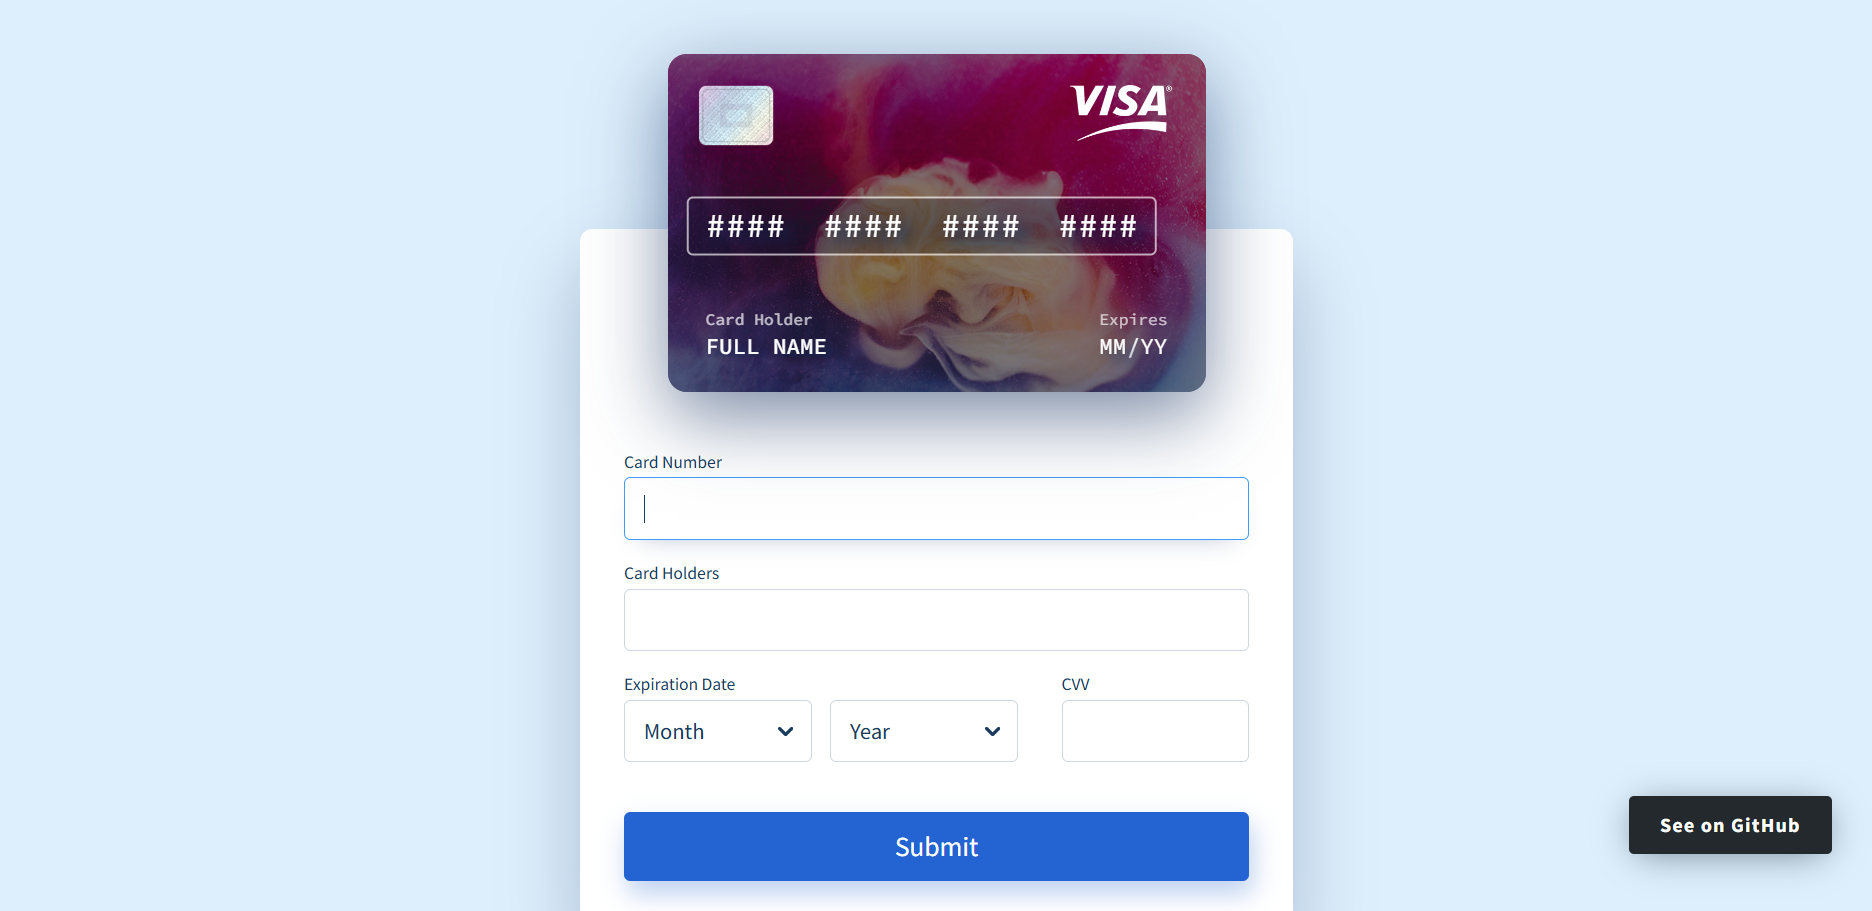 VISA®
#### #### #### ####
Card Holder
FULL NAME
Expires
MM/YY
Card Number
Card Holders
Expiration Date
CVV
Month
Year
Submit
See on GitHub